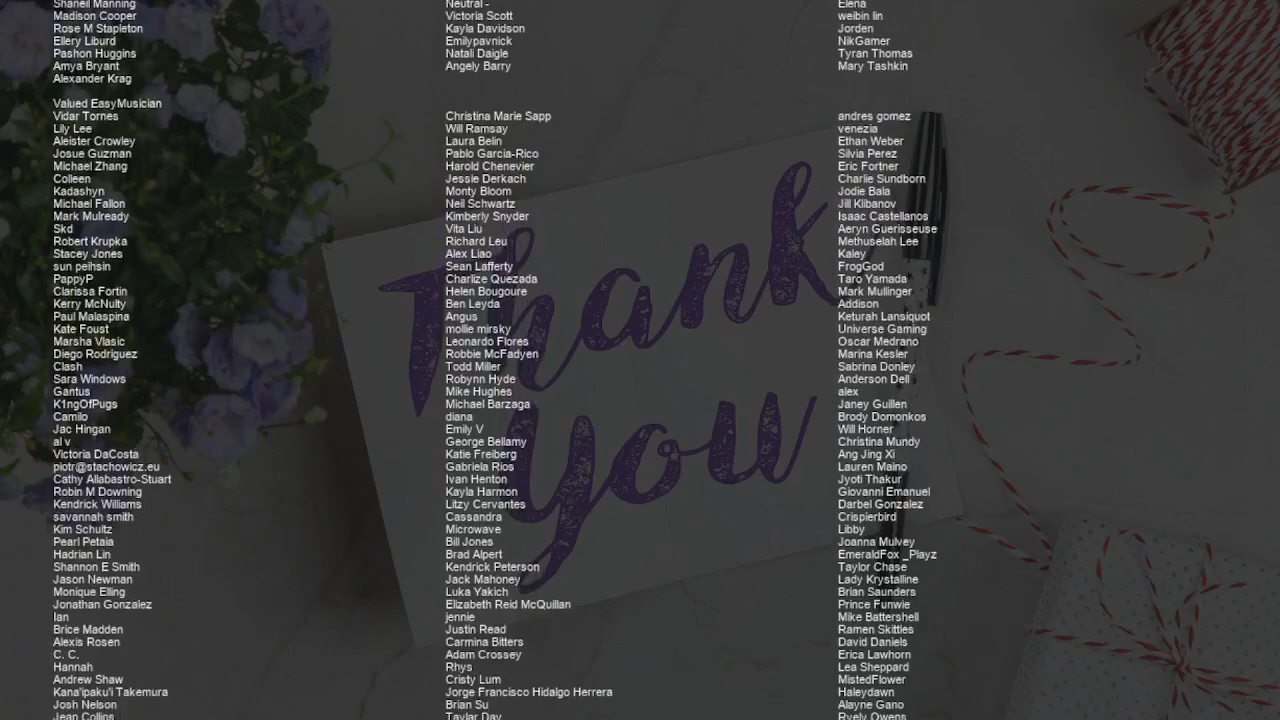 Shanell Manning
Madison Cooper
Rose M Stapleton
Ellery Liburd
Pashon Huggins
Amya Bryant
Alexander Krag
Neutral -
Victoria Scott
Kayla Davidson
Emilypavnick
Natali Daigle
Angely Barry
Elena
weibin lin
Jorden
NikGamer
Tyran Thomas
Mary Tashkin
Valued EasyMusician
Vidar Tornes
Lily Lee
Aleister Crowley
Josue Guzman
Michael Zhang
Colleen
Kadashyn
Michael Fallon
Mark Mulready
Skd
Robert Krupka
Stacey Jones
sun peihsin
PappyP
Clarissa Fortin
Kerry McNulty
Paul Malaspina
Kate Foust
Marsha Vlasic
Diego Rodriguez
Clash
Sara Windows
Gantus
K1ngOfPugs
Camilo
Jac Hingan
al v
Victoria DaCosta
piotr@stachowicz.eu
Cathy Allabastro-Stuart
Robin M Downing
Kendrick Williams
savannah smith
Kim Schultz
Pearl Petaia
Hadrian Lin
Shannon E Smith
Jason Newman
Monique Elling
Jonathan Gonzalez
Ian
Brice Madden
Alexis Rosen
C. C.
Hannah
Andrew Shaw
Kana'ipaku'i Takemura
Josh Nelson
Jean Collins
Christina Marie Sapp
Will Ramsay
Laura Belin
Pablo Garcia-Rico
Harold Chenevier
Jessie Derkach
Monty Bloom
Neil Schwartz
Kimberly Snyder
Vita Liu
Richard Leu
Alex Liao
Sean Lafferty
Charlize Quezada
Helen Bougoure
Ben Leyda
Angus
mollie mirsky
Leonardo Flores
Robbie McFadyen
Todd Miller
Robynn Hyde
Mike Hughes
Michael Barzaga
diana
Emily V
George Bellamy
Katie Freiberg
Gabriela Rios
Ivan Henton
Kayla Harmon
Litzy Cervantes
Cassandra
Microwave
Bill Jones
Brad Alpert
Kendrick Peterson
Jack Mahoney
Luka Yakich
Elizabeth Reid McQuillan
jennie
Justin Read
Carmina Bitters
Adam Crossey
Rhys
Cristy Lum
Jorge Francisco Hidalgo Herrera
Brian Su
Taylar Day
andres gomez
venezia
Ethan Weber
Silvia Perez
Eric Fortner
Charlie Sundborn
Jodie Bala
Jill Klibanov
Isaac Castellanos
Aeryn Guerisseuse
Methuselah Lee
Kaley
FrogGod
Taro Yamada
Mark Mullinger
Addison
Keturah Lansiquot
Universe Gaming
Oscar Medrano
Marina Kesler
Sabrina Donley
Anderson Dell
alex
Janey Guillen
Brody Domonkos
Will Horner
Christina Mundy
Ang Jing Xi
Lauren Maino
Jyoti Thakur
Giovanni Emanuel
Darbel Gonzalez
Crispierbird
Libby
Joanna Mulvey
EmeraldFox _Playz
Taylor Chase
Lady Krystalline
Brian Saunders
Prince Funwie
Mike Battershell
Ramen Skittles
David Daniels
Erica Lawhorn
Lea Sheppard
MistedFlower
Haleydawn
Alayne Gano
Ryely Owens
Thank
You